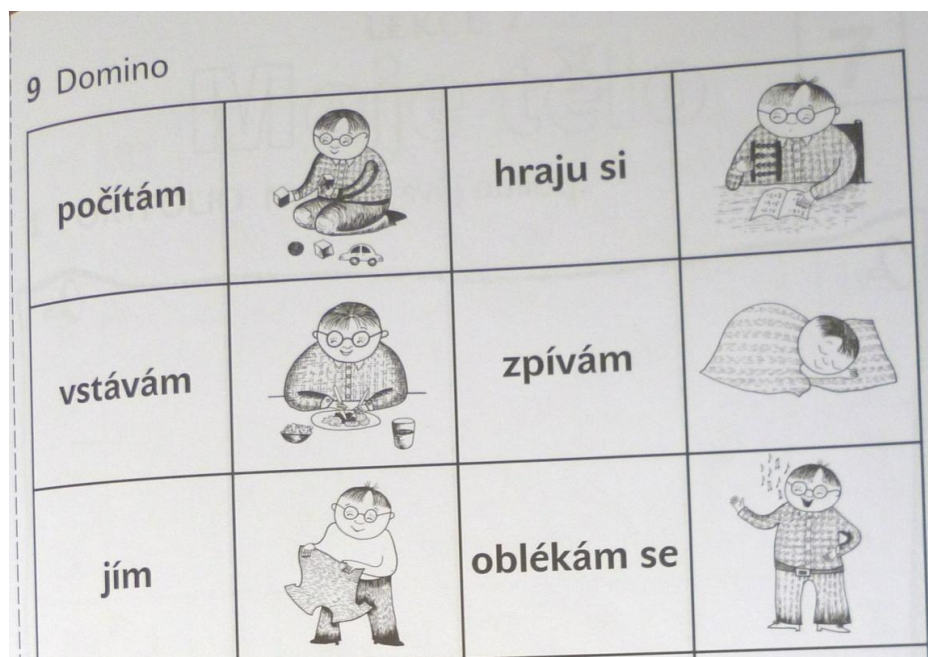 9 Domino
počítám
hraju si
vstávám
zpívám
jím
oblékám se